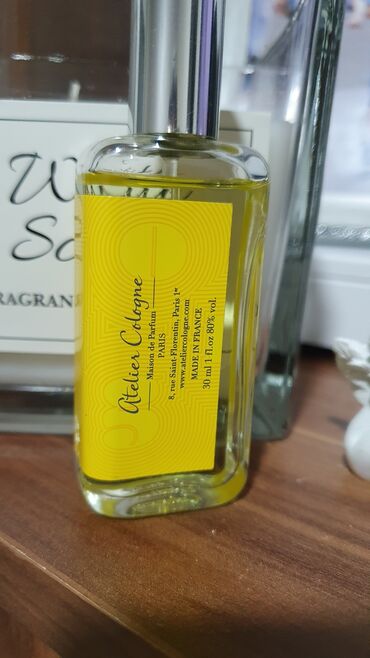 Atelier Cologne
Maison de Parfum
PARIS
8, rue Saint-Florentin, Paris 1er
www.ateliercologne.com
MADE IN FRANCE
30 ml 1 fl.oz 80% vol.